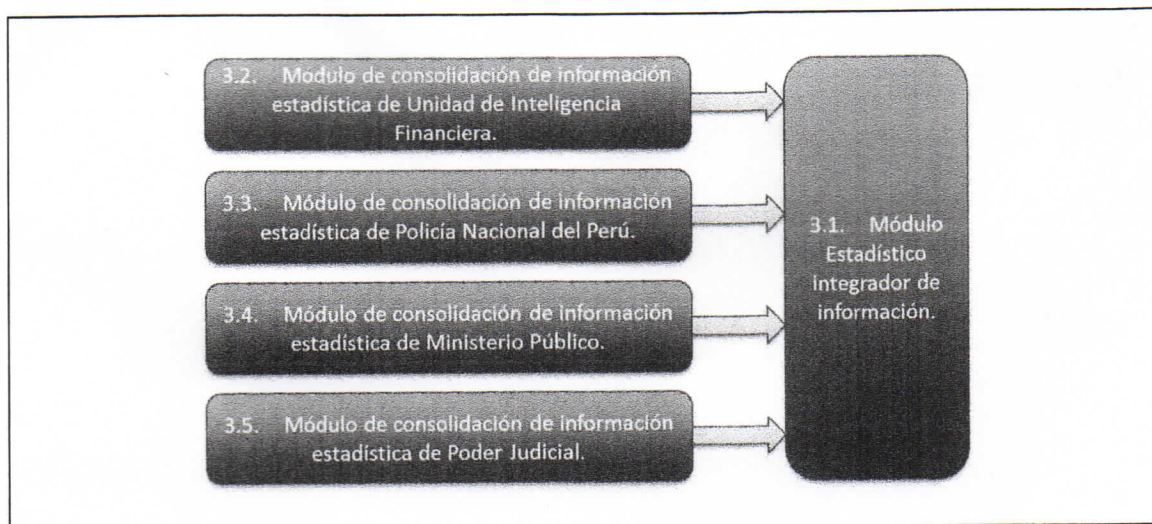 3.2. Módulo de consolidación de información
estadística de Unidad de Inteligencia
Financiera.
3.3. Módulo de consolidación de información
estadística de Policía Nacional del Perú.
3.4. Módulo de consolidación de información
estadística de Ministerio Público.
3.5. Módulo de consolidación de información
estadística de Poder Judicial.
3.1. Módulo
Estadístico
integrador de
información.